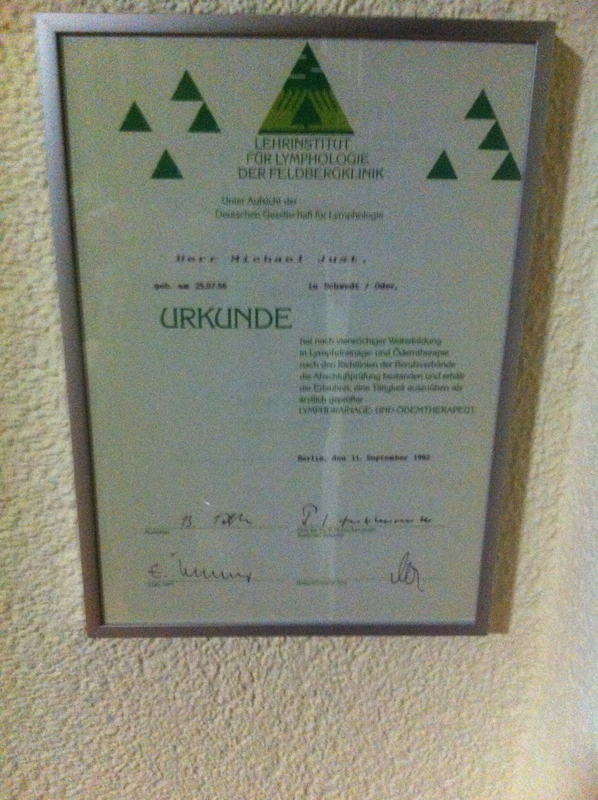 LEHRINSTITUT
FÜR LYMPHOLOGIE
DER FELDBERGKLINIK
Unter Aufsicht der
Deutschen Gesellschaft für Lymphologie
Herr Michael Just,
geb. am 25.07.56 in Schwedt / Oder,
URKUNDE
hat nach vierwöchiger Weiterbildung
in Lymphdrainage- und Ödemtherapie
nach den Richtlinien der Berufsverbände
die Abschlußprüfung bestanden und erhält
die Erlaubnis, eine Tätigkeit ausüben als
ärztlich geprüfter
LYMPHDRAINAGE- UND ÖDEMTHERAPEUT
Berlin, den 11. September 1992